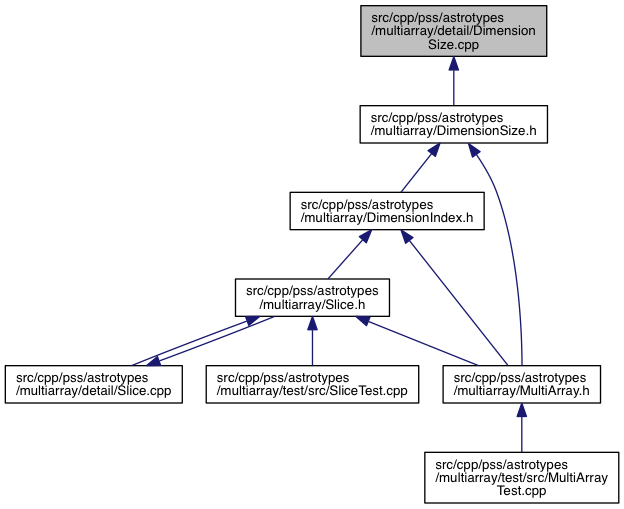 src/cpp/pss/astrotypes
/multiarray/detail/Dimension
Size.cpp
src/cpp/pss/astrotypes
/multiarray/DimensionSize.h
src/cpp/pss/astrotypes
/multiarray/DimensionIndex.h
src/cpp/pss/astrotypes
/multiarray/Slice.h
src/cpp/pss/astrotypes
/multiarray/detail/Slice.cpp
src/cpp/pss/astrotypes
/multiarray/test/src/SliceTest.cpp
src/cpp/pss/astrotypes
/multiarray/MultiArray.h
src/cpp/pss/astrotypes
/multiarray/test/src/MultiArray
Test.cpp